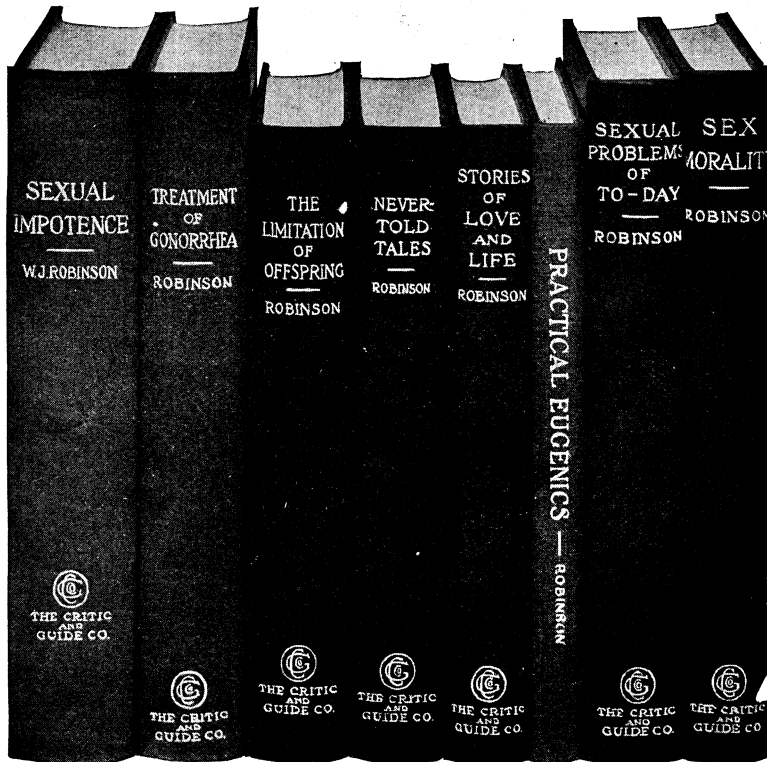 SEXUAL
IMPOTENCE
W.J.ROBINSON
THE CRITIC
AND
GUIDE CO.
TREATMENT
OF
GONORRHEA
ROBINSON
THE CRITIC
AND
GUIDE CO.
THE
LIMITATION
OF
OFFSPRING
ROBINSON
THE CRITIC
AND
GUIDE CO.
NEVER-
TOLD
TALES
ROBINSON
THE CRITIC
AND
GUIDE CO.
STORIES
OF
LOVE
AND
LIFE
ROBINSON
THE CRITIC
AND
GUIDE CO.
PRACTICAL EUGENICS — ROBINRON
SEXUAL
PROBLEMS
OF
TO-DAY
ROBINSON
THE CRITIC
AND
GUIDE CO.
SEX
MORALIT
ROBINSON
THE CRITIC
AND
GUIDE CO.